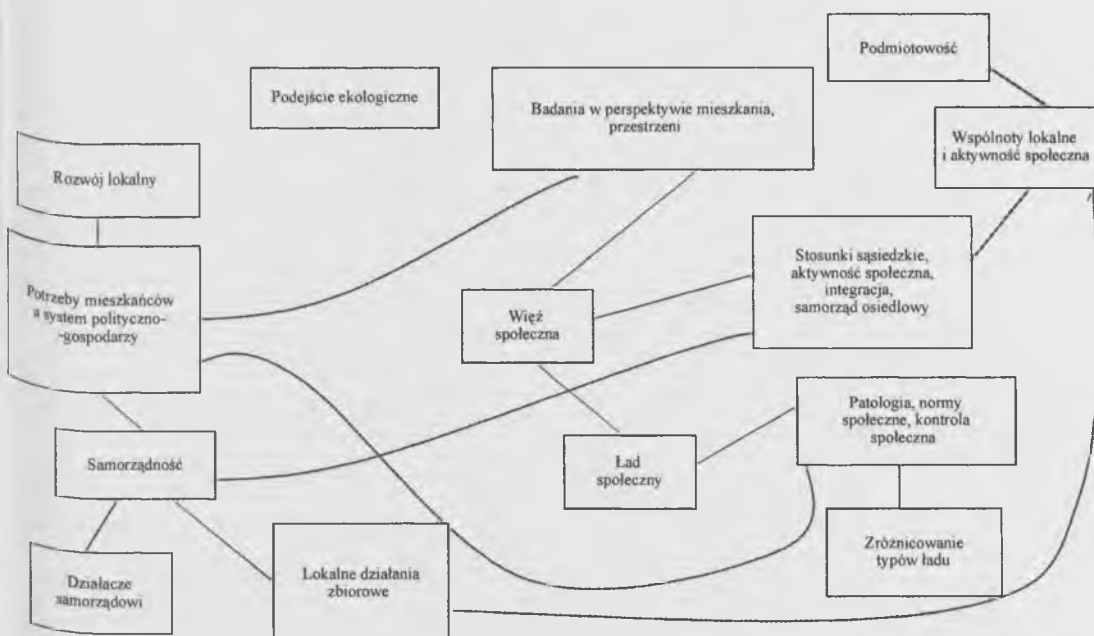 Podmiotowość
Podejście ekologiczne
Badania w perspektywie mieszkania,
przestrzeni
Wspólnoty lokalne
i aktywność społeczna
Rozwój lokalny
Potrzeby mieszkańców
a system polityczno-
-gospodarzy
Stosunki sąsiedzkie,
aktywność społeczna,
integracja,
samorząd osiedlowy
Więź
społeczna
Patologia, normy
społeczne, kontrola
społeczna
Samorządność
Ład
społeczny
Zróżnicowanie
typów ładu
Działacze
samorządowi
Lokalne działania
zbiorowe